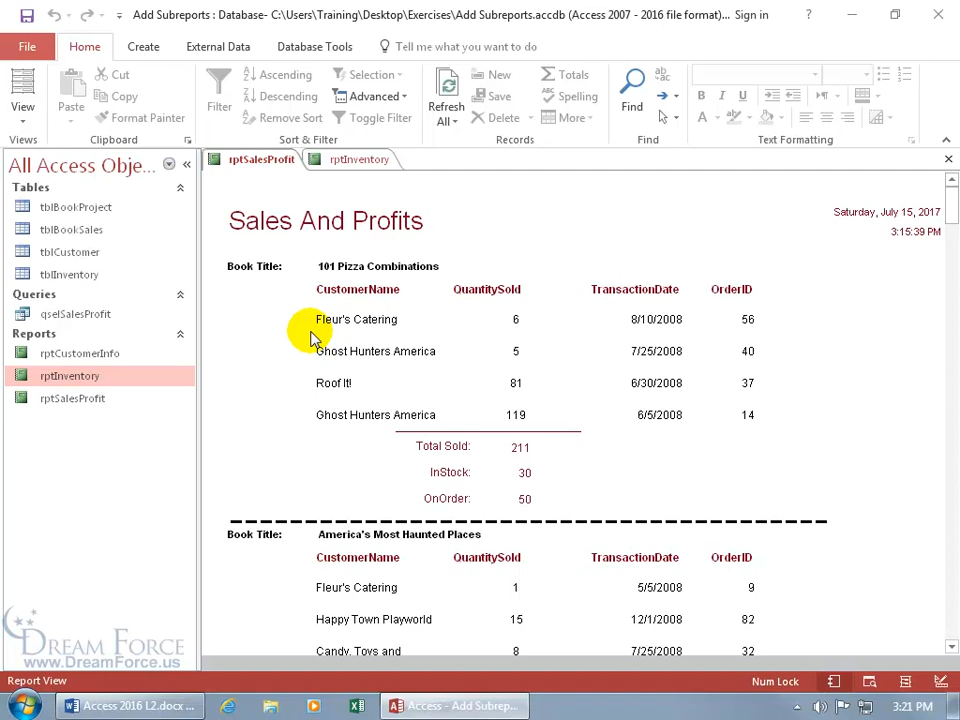 Add Subreports : Database- C:\Users\Training\Desktop\Exercises\Add Subreports.accdb (Access 2007 - 2016 file format)... Sign in ?
File Home Create External Data Database Tools Tell me what you want to do
View
Views
Paste
Cut
Copy
Format Painter
Clipboard
Filter
Ascending
Descending
Remove Sort
Selection
Advanced
Toggle Filter
Sort & Filter
Refresh
All
New
Save
Delete
Totals
Spelling
More
Records
Find
Find
B I U
A
Text Formatting
All Access Obje...
Tables
tblBookProject
tblBookSales
tblCustomer
tblInventory
Queries
qselSalesProfit
Reports
rptCustomerInfo
rptInventory
rptSalesProfit
rptSalesProfit rptInventory
Sales And Profits
Saturday, July 15, 2017
3:15:39 PM
Book Title: 101 Pizza Combinations
CustomerName QuantitySold TransactionDate OrderID
Fleur's Catering 6 8/10/2008 56
Ghost Hunters America 5 7/25/2008 40
Roof It! 81 6/30/2008 37
Ghost Hunters America 119 6/5/2008 14
Total Sold: 211
InStock: 30
OnOrder: 50
Book Title: America's Most Haunted Places
CustomerName QuantitySold TransactionDate OrderID
Fleur's Catering 1 5/5/2008 9
Happy Town Playworld 15 12/1/2008 82
Candy, Toys and 8 7/25/2008 32
DREAM FORCE
www.DreamForce.us
Report View Num Lock
Access 2016 L2.docx ... Access - Add Subrep... 3:21 PM